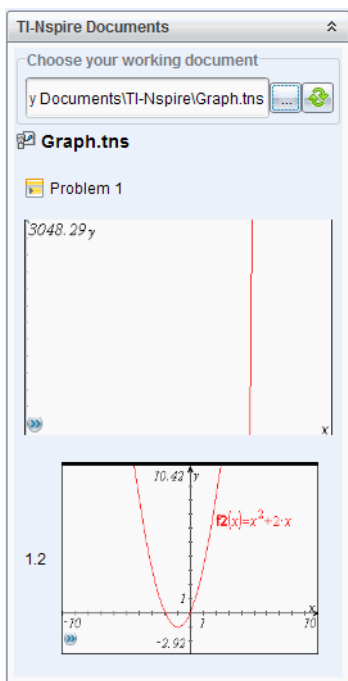 TI-Nspire Documents
Choose your working document
y Documents\TI-Nspire\Graph.tns
...
Graph.tns
Problem 1
3048.29 y
x
10.42 y
f2(x)=x²+2·x
1.2
1
x
-10
1
10
-2.92